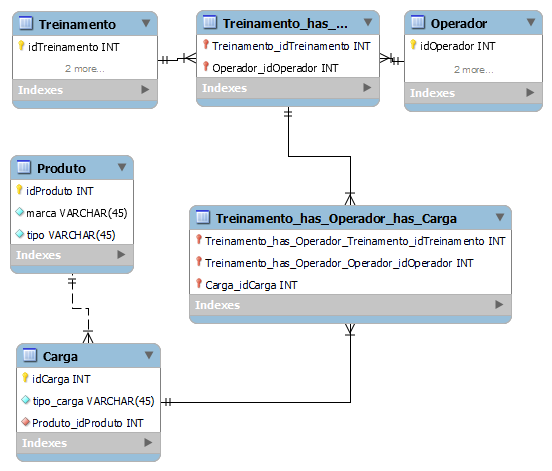 Treinamento
idTreinamento INT
2 more...
Indexes
Treinamento_has_...
Treinamento_idTreinamento INT
Operador_idOperador INT
Indexes
Operador
idOperador INT
2 more...
Indexes
Produto
idProduto INT
marca VARCHAR(45)
tipo VARCHAR(45)
Indexes
Treinamento_has_Operador_has_Carga
Treinamento_has_Operador_Treinamento_idTreinamento INT
Treinamento_has_Operador_Operador_idOperador INT
Carga_idCarga INT
Indexes
Carga
idCarga INT
tipo_carga VARCHAR(45)
Produto_idProduto INT
Indexes